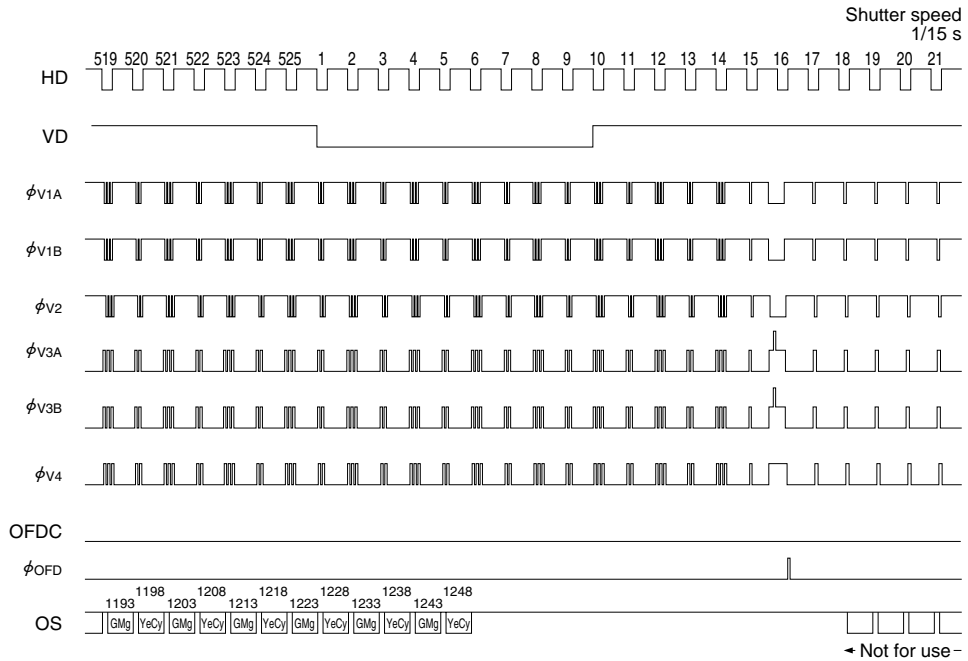 Shutter speed
1/15 s
519 520 521 522 523 524 525 1 2 3 4 5 6 7 8 9 10 11 12 13 14 15 16 17 18 19 20 21
HD
VD
ϕV1A
ϕV1B
ϕV2
ϕV3A
ϕV3B
ϕV4
OFDC
ϕOFD
1198 1208 1218 1228 1238 1248
1193 1203 1213 1223 1233 1243
OS GMg YeCy GMg YeCy GMg YeCy GMg YeCy GMg YeCy GMg YeCy
Not for use